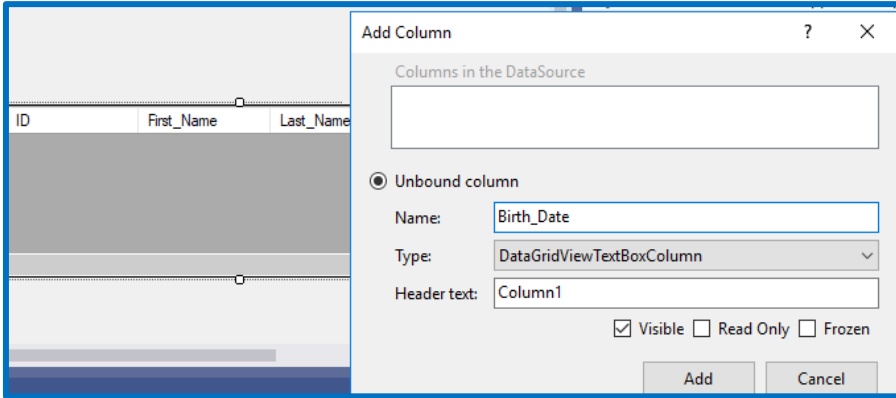 Add Column ?
Columns in the DataSource
ID First_Name Last_Name
Unbound column
Name: Birth_Date
Type: DataGridViewTextBoxColumn
Header text: Column1
Visible Read Only Frozen
Add Cancel